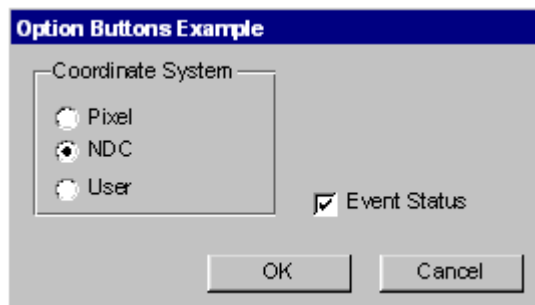 Option Buttons Example
Coordinate System
Pixel
NDC
User
Event Status
OK
Cancel